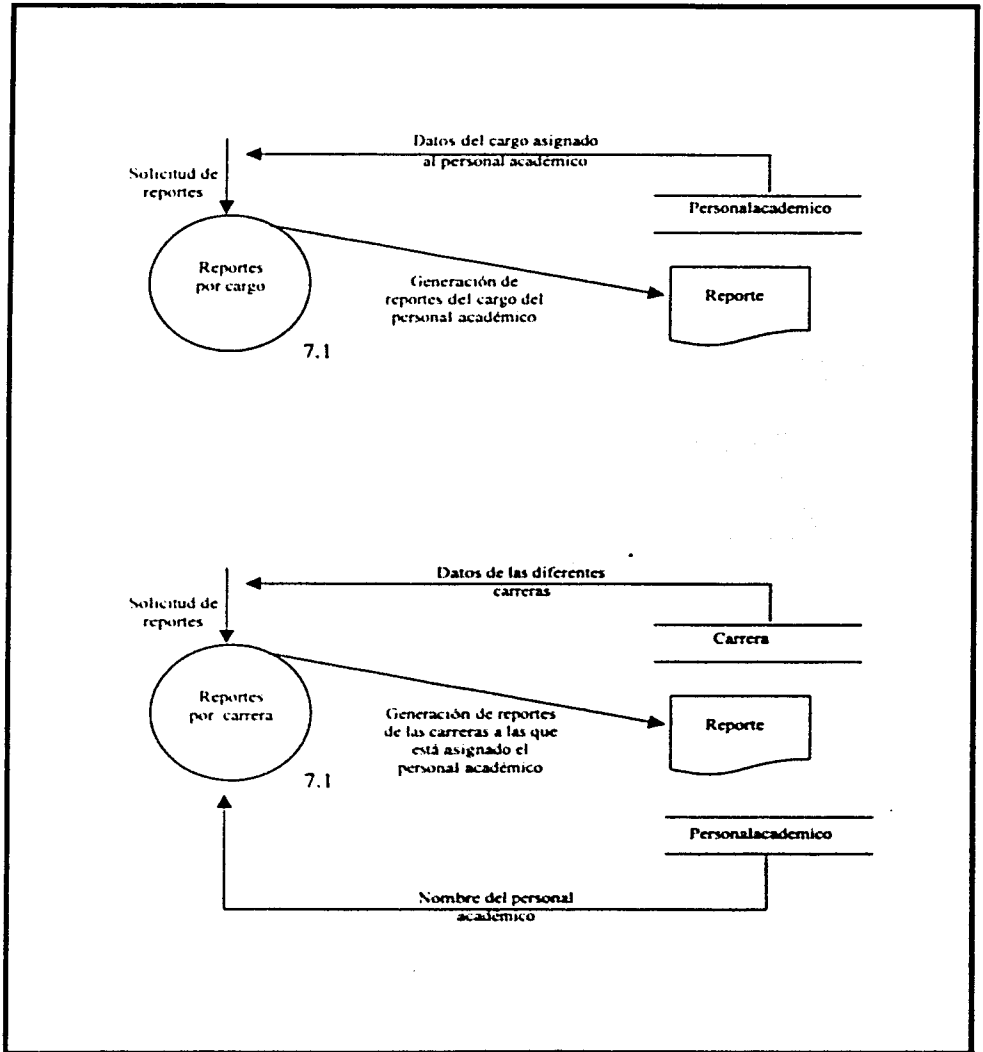 Datos del cargo asignado
al personal académico
Solicitud de
reportes
Personalacademico
Reportes
por cargo
Generación de
reportes del cargo del
personal académico
Reporte
7.1
Datos de las diferentes
carreras
Solicitud de
reportes
Carrera
Reportes
por carrera
Generación de reportes
de las carreras a las que
está asignado el
personal académico
Reporte
7.1
Personalacademico
Nombre del personal
académico